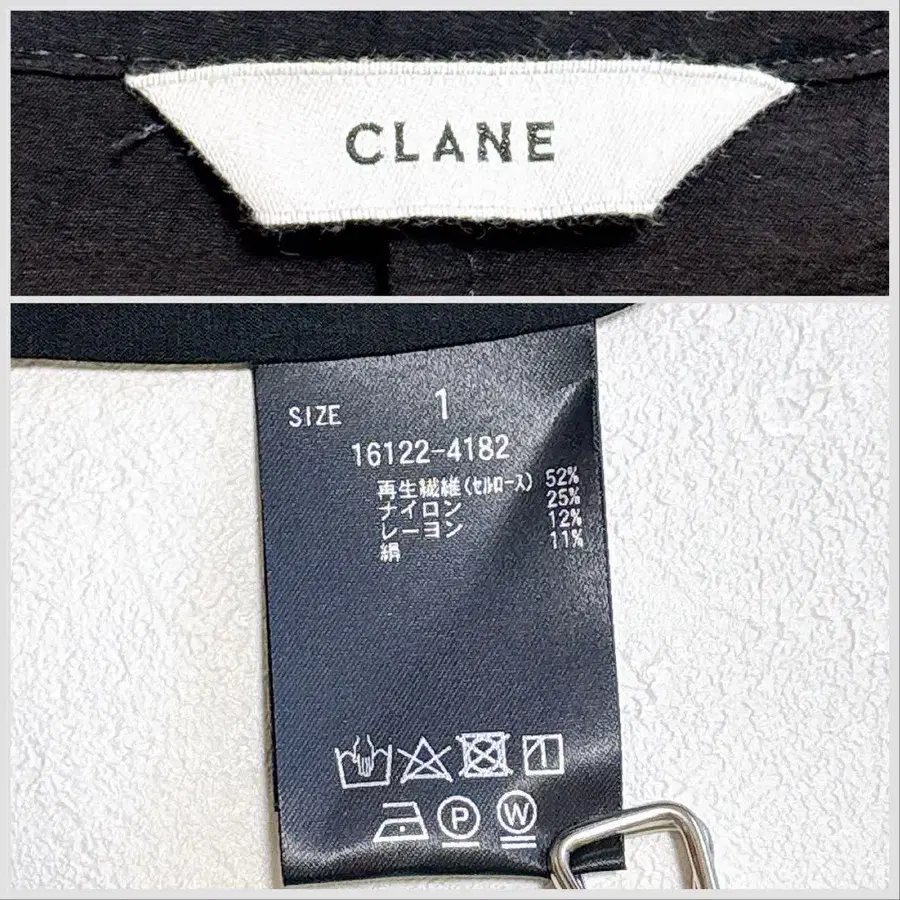 CLANE
SIZE 1
16122-4182
再生繊維(セルロース) 52%
ナイロン 25%
レーヨン 12%
絹 11%
P W